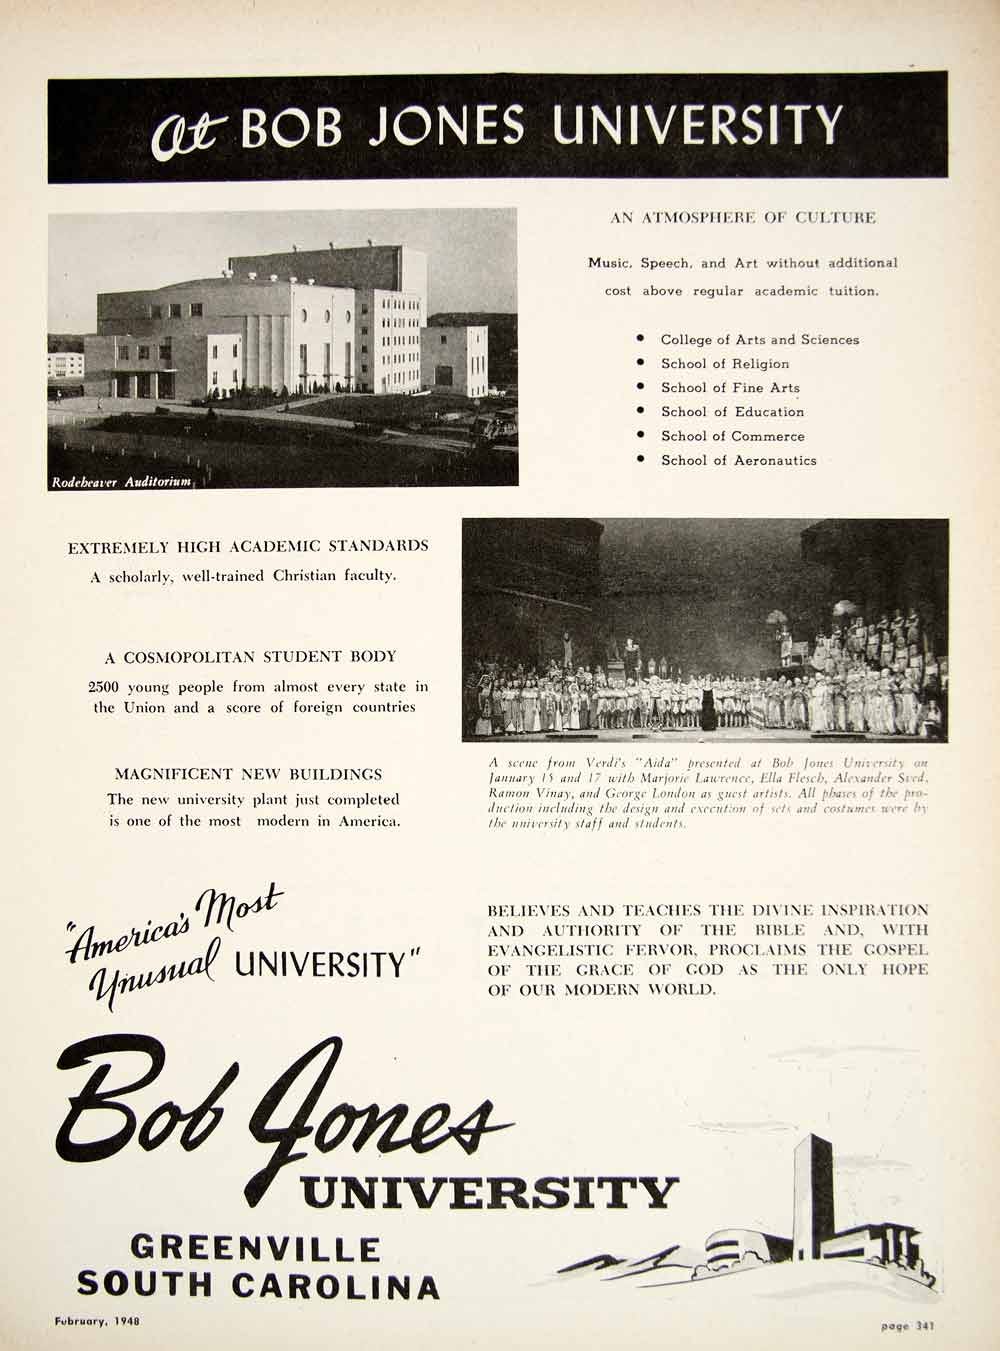 At BOB JONES UNIVERSITY
Rodeheaver Auditorium
AN ATMOSPHERE OF CULTURE
Music, Speech, and Art without additional
cost above regular academic tuition.
• College of Arts and Sciences
• School of Religion
• School of Fine Arts
• School of Education
• School of Commerce
• School of Aeronautics
EXTREMELY HIGH ACADEMIC STANDARDS
A scholarly, well-trained Christian faculty.
A COSMOPOLITAN STUDENT BODY
2500 young people from almost every state in
the Union and a score of foreign countries
MAGNIFICENT NEW BUILDINGS
The new university plant just completed
is one of the most modern in America.
A scene from Verdi's "Aida" presented at Bob Jones University on
January 15 and 17 with Marjorie Lawrence, Ella Flesch, Alexander Sved,
Ramon Vinay, and George London as guest artists. All phases of the pro-
duction including the design and execution of sets and costumes were by
the university staff and students.
"America's Most
Unusual UNIVERSITY"
BELIEVES AND TEACHES THE DIVINE INSPIRATION
AND AUTHORITY OF THE BIBLE AND, WITH
EVANGELISTIC FERVOR, PROCLAIMS THE GOSPEL
OF THE GRACE OF GOD AS THE ONLY HOPE
OF OUR MODERN WORLD.
Bob Jones
UNIVERSITY
GREENVILLE
SOUTH CAROLINA
February, 1948
page 341